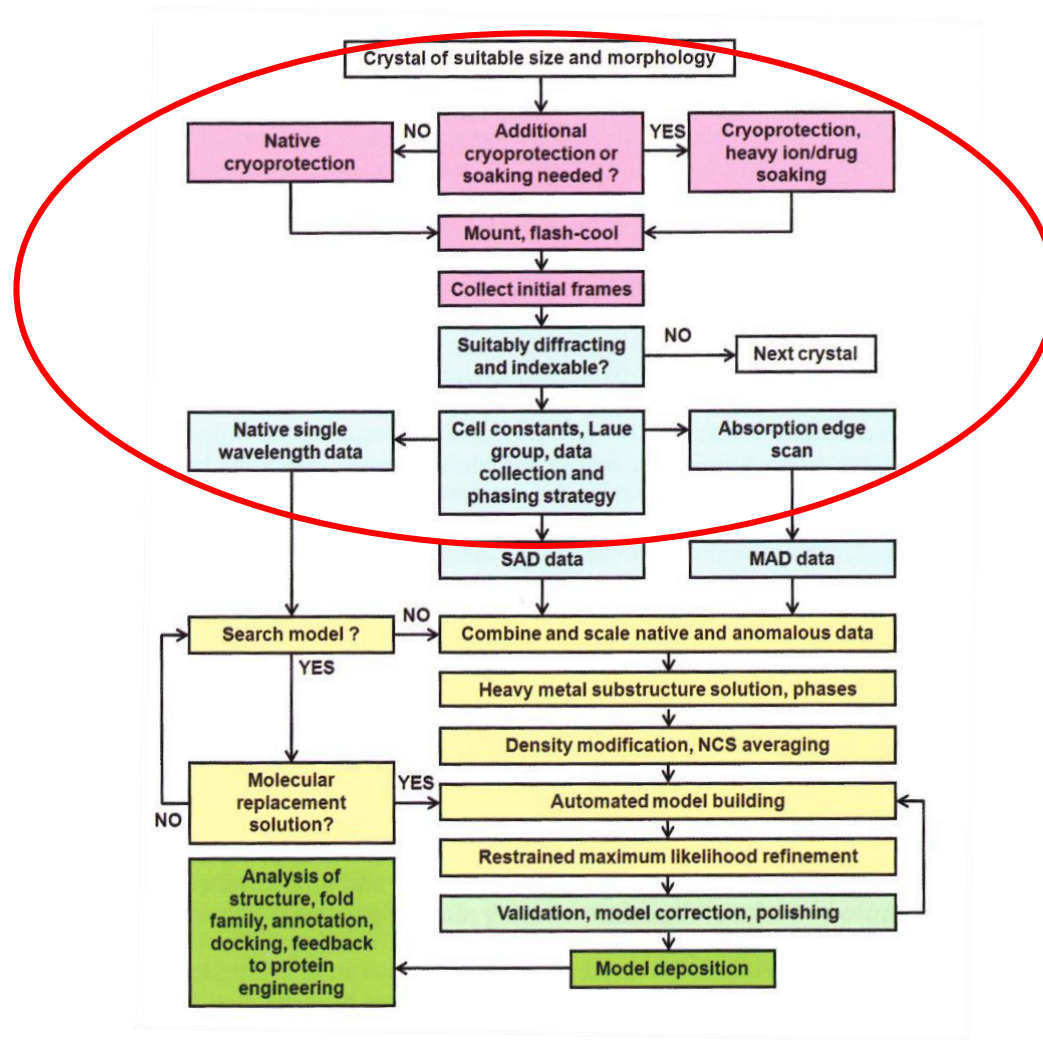 Crystal of suitable size and morphology
NO
YES
Native
cryoprotection
Additional
cryoprotection or
soaking needed ?
Cryoprotection,
heavy ion/drug
soaking
Mount, flash-cool
Collect initial frames
Suitably diffracting
and indexable?
NO
Next crystal
Native single
wavelength data
Cell constants, Laue
group, data
collection and
phasing strategy
Absorption edge
scan
SAD data
MAD data
Search model ?
NO
Combine and scale native and anomalous data
YES
Heavy metal substructure solution, phases
Density modification, NCS averaging
Molecular
replacement
solution?
YES
NO
Automated model building
Restrained maximum likelihood refinement
Analysis of
structure, fold
family, annotation,
docking, feedback
to protein
engineering
Validation, model correction, polishing
Model deposition